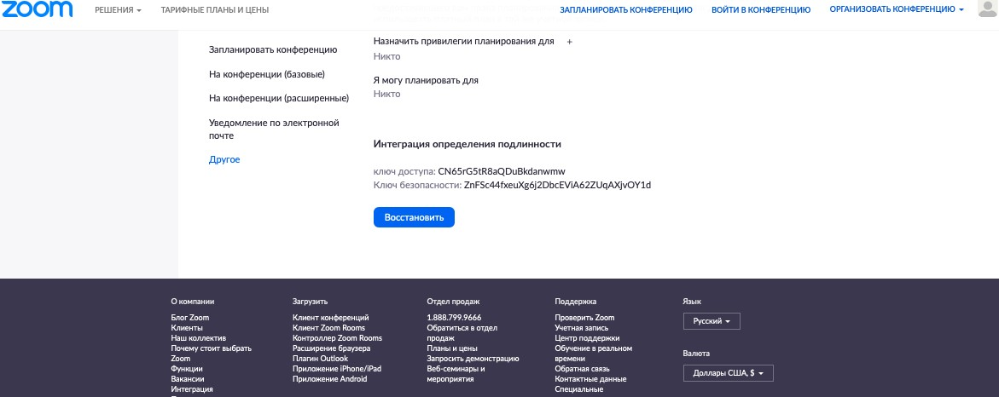 zoom
РЕШЕНИЯ
ТАРИФНЫЕ ПЛАНЫ И ЦЕНЫ
ЗАПЛАНИРОВАТЬ КОНФЕРЕНЦИЮ
ВОЙТИ В КОНФЕРЕНЦИЮ
ОРГАНИЗОВАТЬ КОНФЕРЕНЦИЮ
Запланировать конференцию
На конференции (базовые)
На конференции (расширенные)
Уведомление по электронной
почте
Другое
Назначить привилегии планирования для +
Никто
Я могу планировать для
Никто
Интеграция определения подлинности
ключ доступа: CN65rG5tR8aQDuBkdanwmw
Ключ безопасности: ZnFSc44fxeuXg6j2DbcEViA62ZUqAXjvOY1d
Восстановить
О компании
Блог Zoom
Клиенты
Наш коллектив
Почему стоит выбрать
Zoom
Функции
Вакансии
Интеграция
Загрузить
Клиент конференций
Клиент Zoom Rooms
Контроллер Zoom Rooms
Расширение браузера
Плагин Outlook
Приложение iPhone/iPad
Приложение Android
Отдел продаж
1.888.799.9666
Обратиться в отдел
продаж
Планы и цены
Запросить демонстрацию
Веб-семинары и
мероприятия
Поддержка
Проверить Zoom
Учетная запись
Центр поддержки
Обучение в реальном
времени
Обратная связь
Контактные данные
Специальные
Язык
Русский
Валюта
Доллары США, $